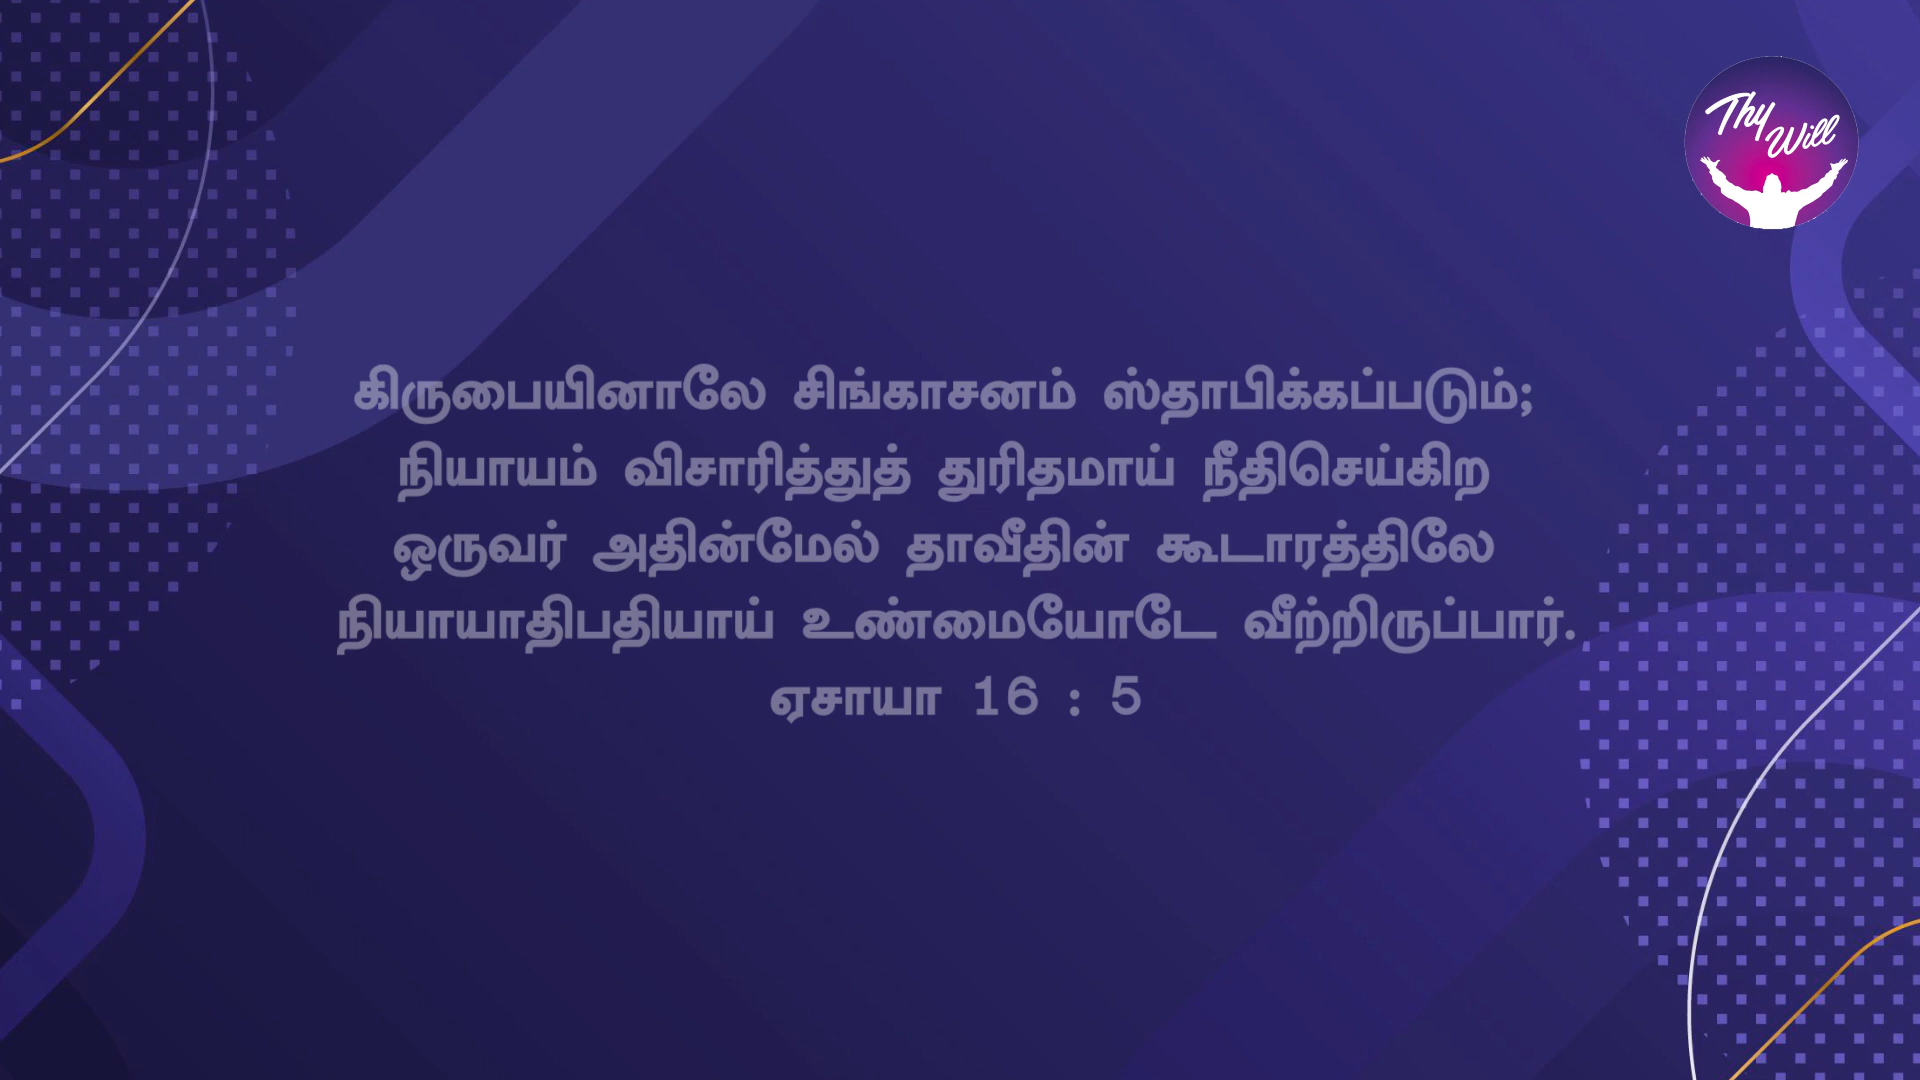 Thy Will
கிருபையினாலே சிங்காசனம் ஸ்தாபிக்கப்படும்;
நியாயம் விசாரித்துத் துரிதமாய் நீதிசெய்கிற
ஒருவர் அதின்மேல் தாவீதின் கூடாரத்திலே
நியாயாதிபதியாய் உண்மையோடே வீற்றிருப்பார்.
ஏசாயா 16 : 5